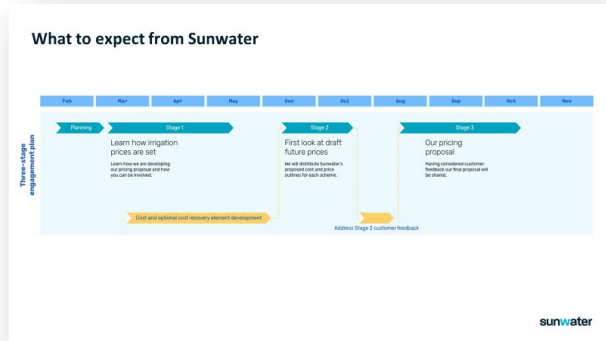 What to expect from Sunwater
Feb Mar Apr May Jun Jul Aug Sep Oct Nov
Three-stage
engagement plan
Planning Stage 1 Stage 2 Stage 3
Learn how irrigation
prices are set
Learn how we are developing
our pricing proposal and how
you can be involved.
First look at draft
future prices
We will distribute Sunwater's
proposed cost and price
outlines for each scheme.
Our pricing
proposal
Having considered customer
feedback our final proposal will
be shared.
Cost and optional cost recovery element development
Address Stage 2 customer feedback
sunwater